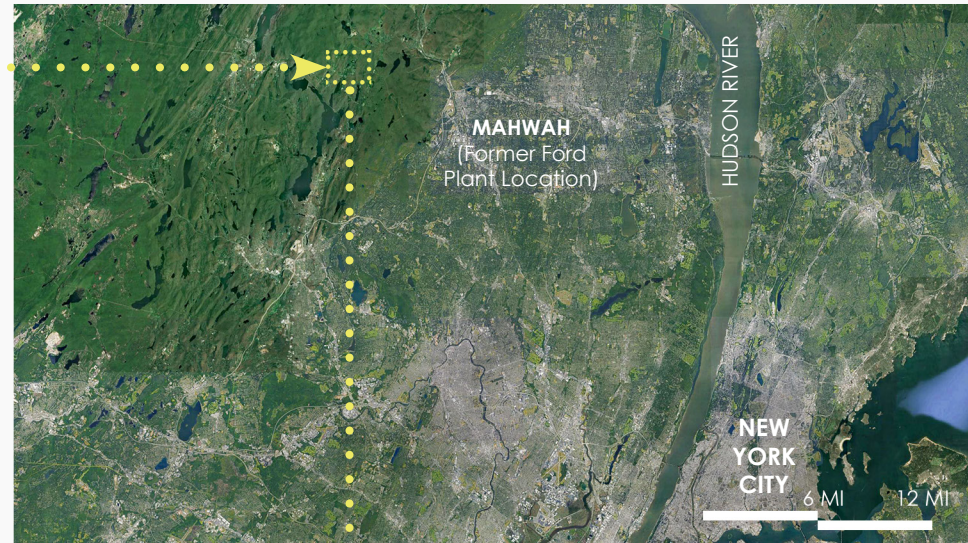 MAHWAH
(Former Ford
Plant Location)
HUDSON RIVER
NEW
YORK
CITY
6 MI 12 MI